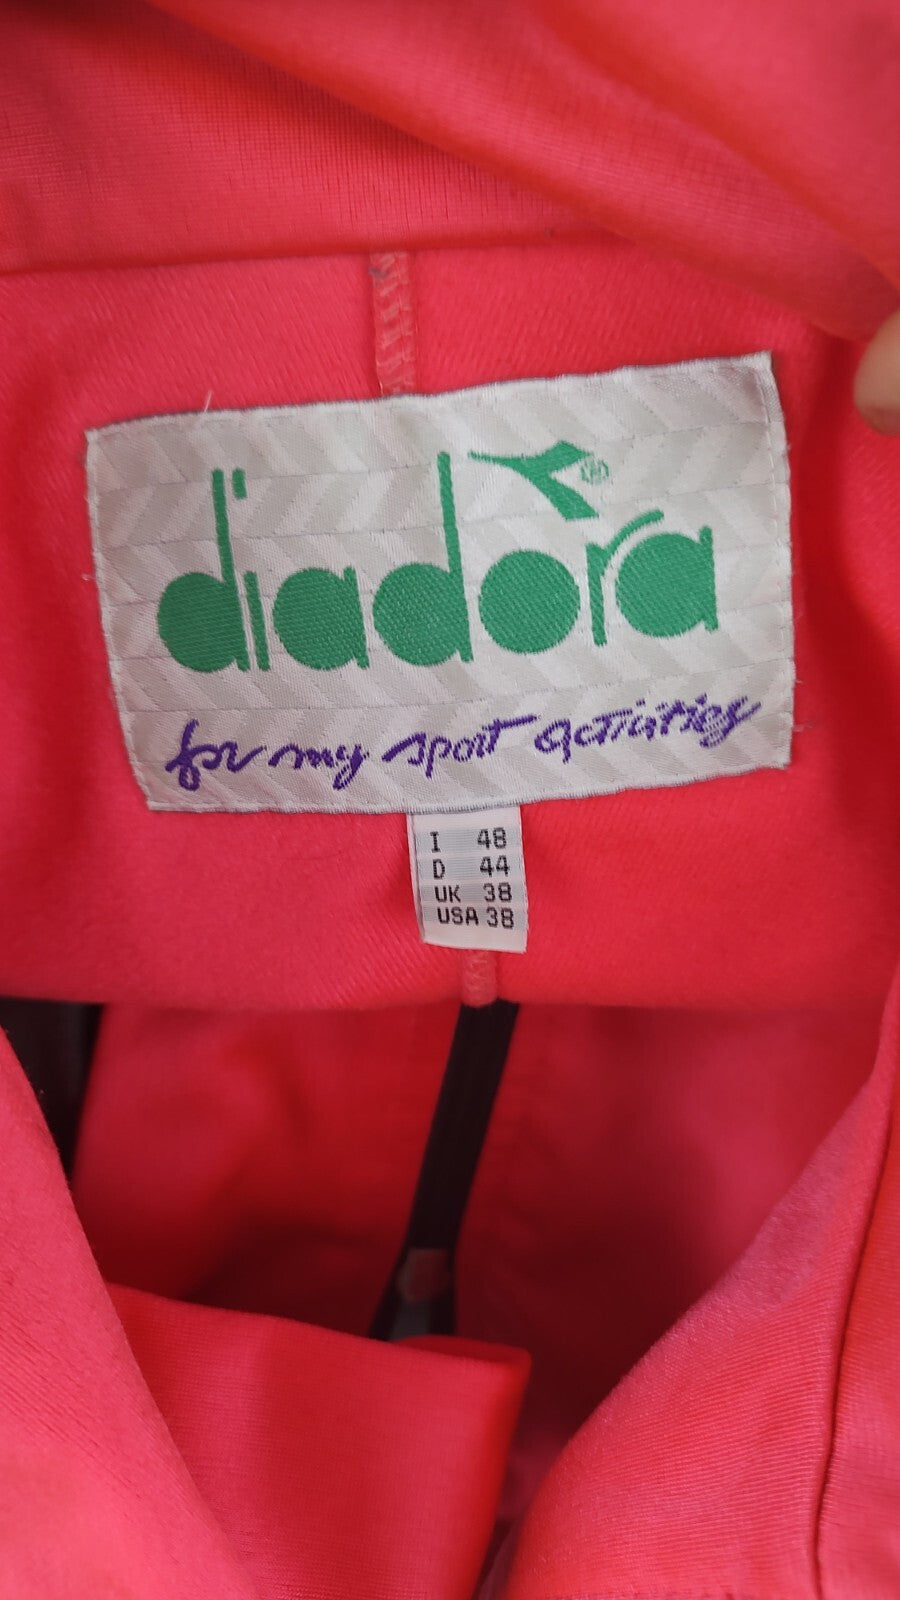 diadora
for my sport activities
I 48
D 44
UK 38
USA 38